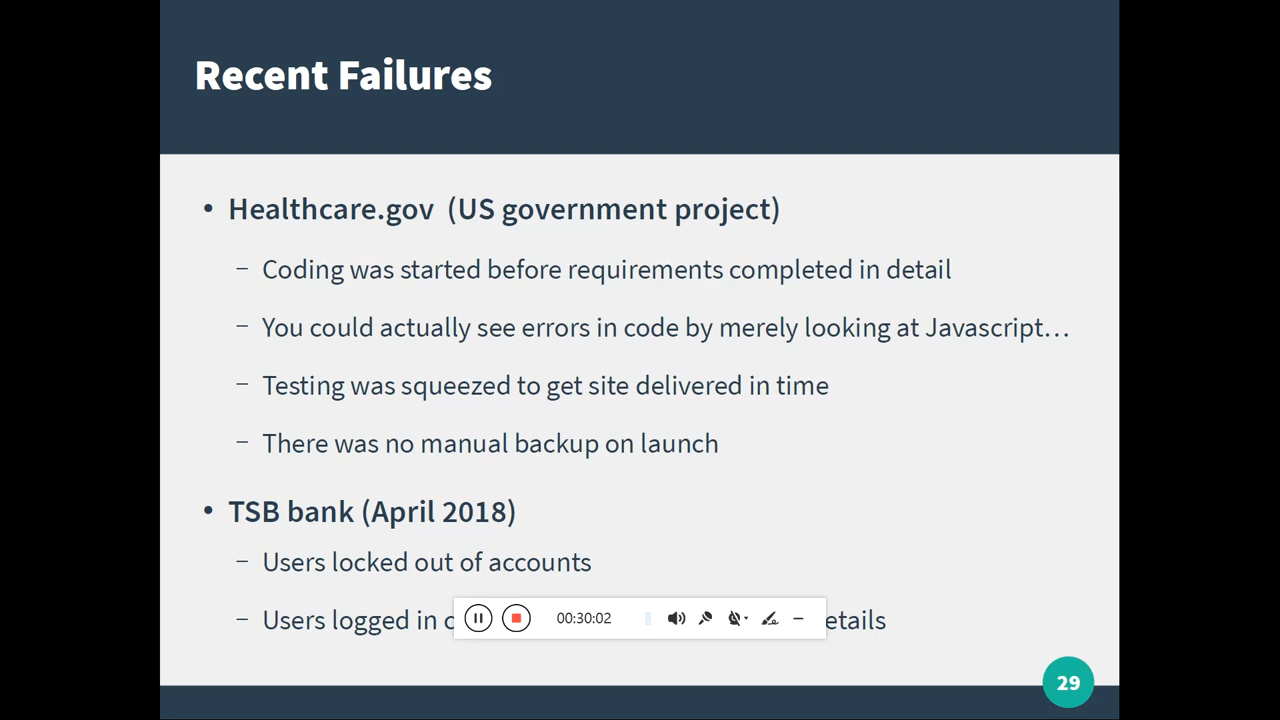 Recent Failures
• Healthcare.gov (US government project)
– Coding was started before requirements completed in detail
– You could actually see errors in code by merely looking at Javascript…
– Testing was squeezed to get site delivered in time
– There was no manual backup on launch
• TSB bank (April 2018)
– Users locked out of accounts
– Users logged in
00:30:02
29